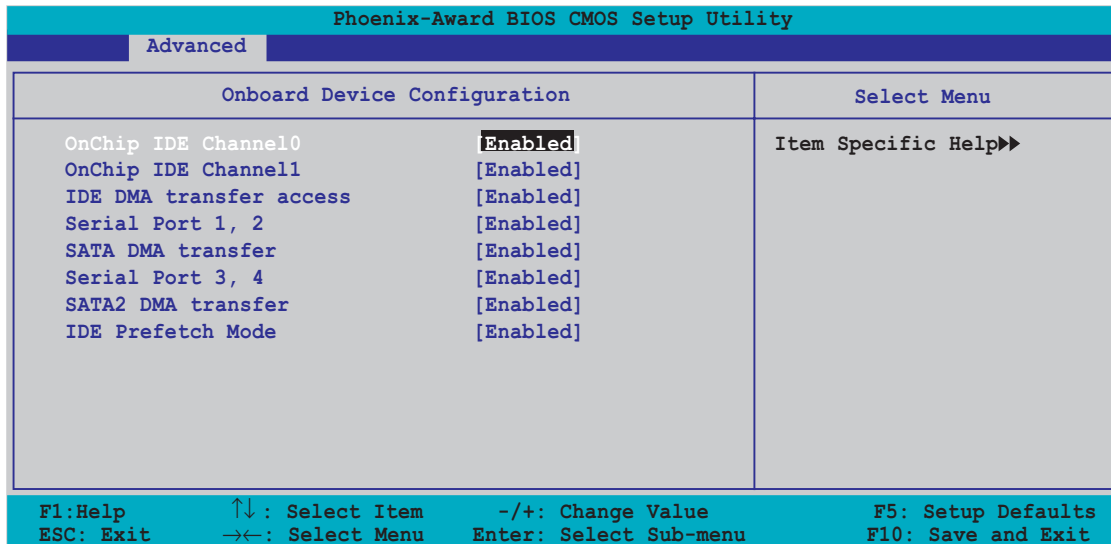 Phoenix-Award BIOS CMOS Setup Utility
Advanced
Onboard Device Configuration
Select Menu
OnChip IDE Channel0 [Enabled]
OnChip IDE Channel1 [Enabled]
IDE DMA transfer access [Enabled]
Serial Port 1, 2 [Enabled]
SATA DMA transfer [Enabled]
Serial Port 3, 4 [Enabled]
SATA2 DMA transfer [Enabled]
IDE Prefetch Mode [Enabled]
Item Specific Help▶▶
F1:Help ↑↓: Select Item -/+: Change Value F5: Setup Defaults
ESC: Exit →←: Select Menu Enter: Select Sub-menu F10: Save and Exit